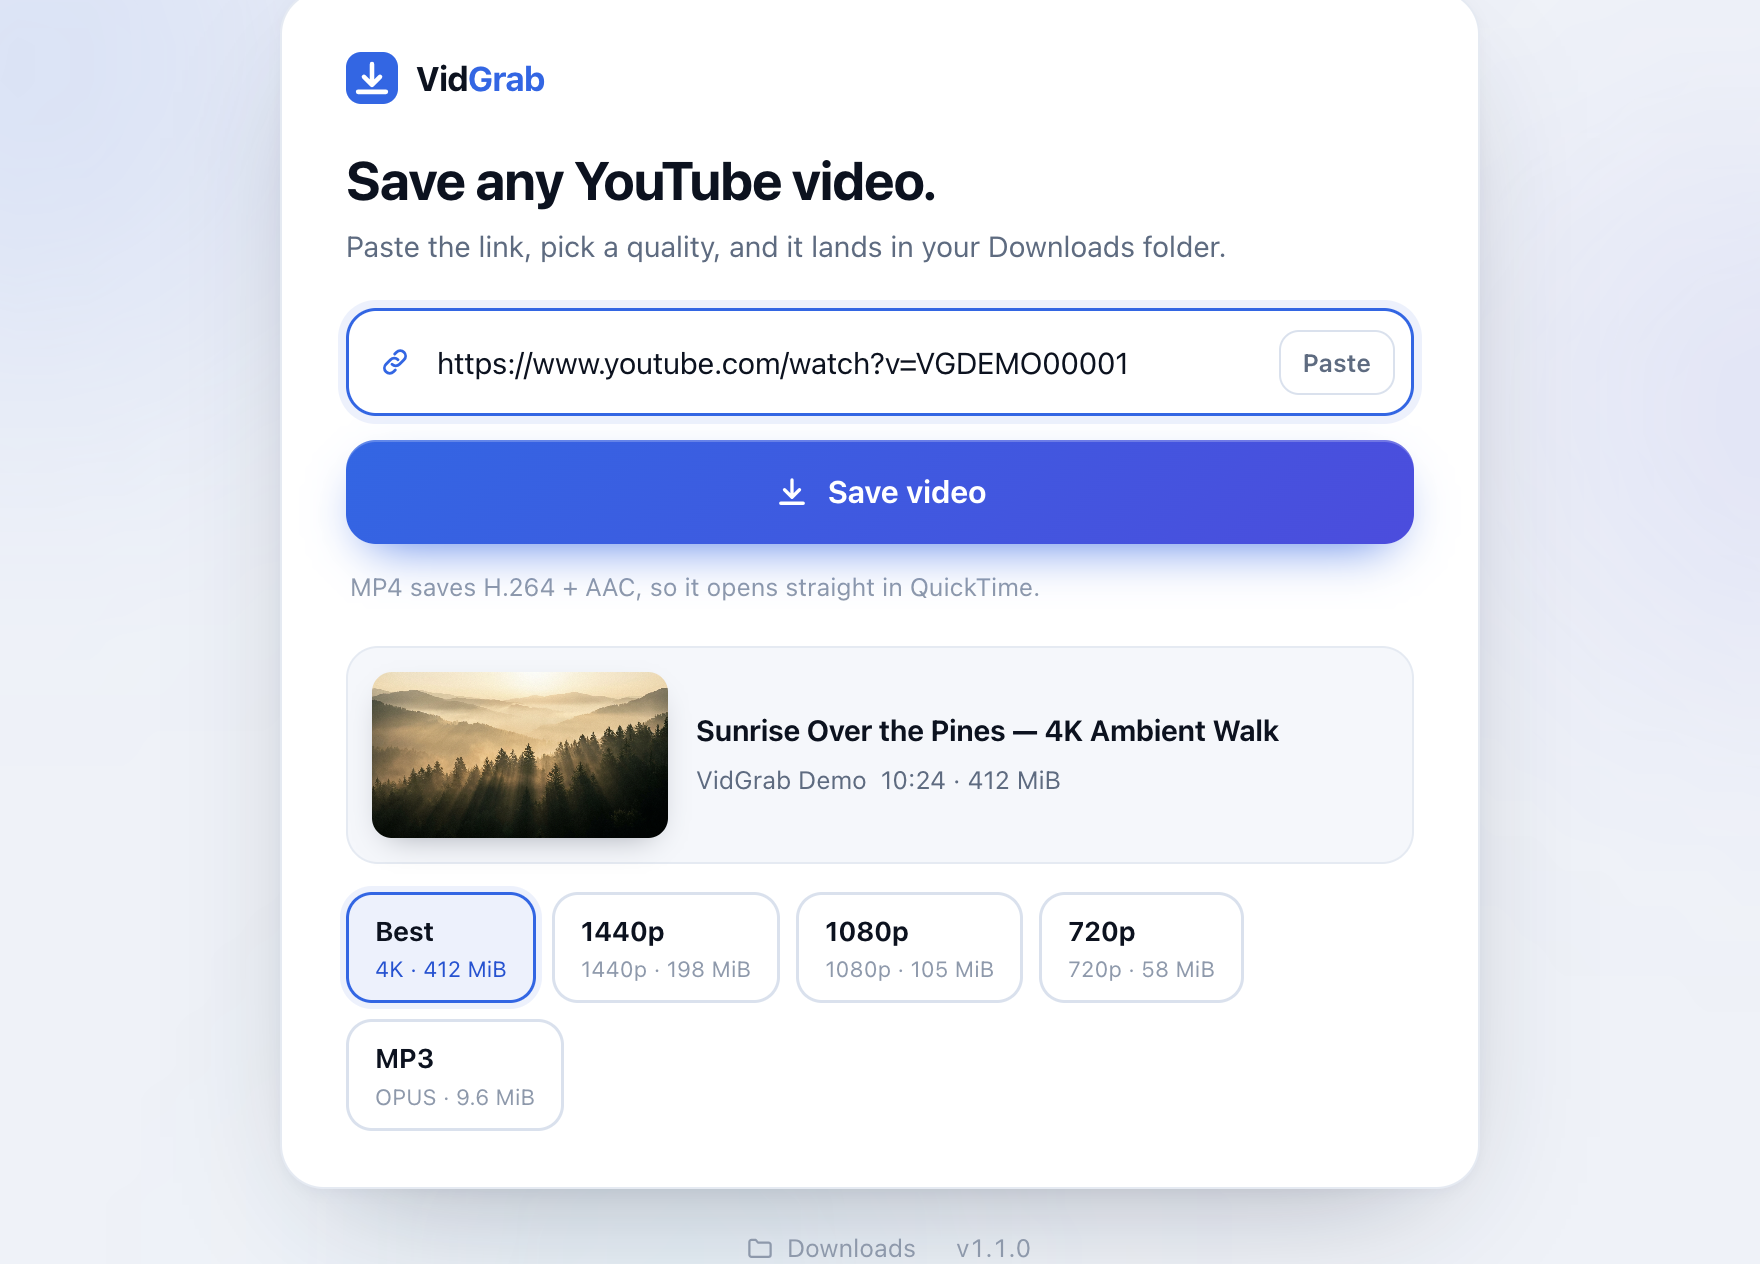 VidGrab
Save any YouTube video.
Paste the link, pick a quality, and it lands in your Downloads folder.
https://www.youtube.com/watch?v=VGDEMO00001
Paste
Save video
MP4 saves H.264 + AAC, so it opens straight in QuickTime.
Sunrise Over the Pines — 4K Ambient Walk
VidGrab Demo 10:24 · 412 MiB
Best
4K · 412 MiB
1440p
1440p · 198 MiB
1080p
1080p · 105 MiB
720p
720p · 58 MiB
MP3
OPUS · 9.6 MiB
Downloads v1.1.0